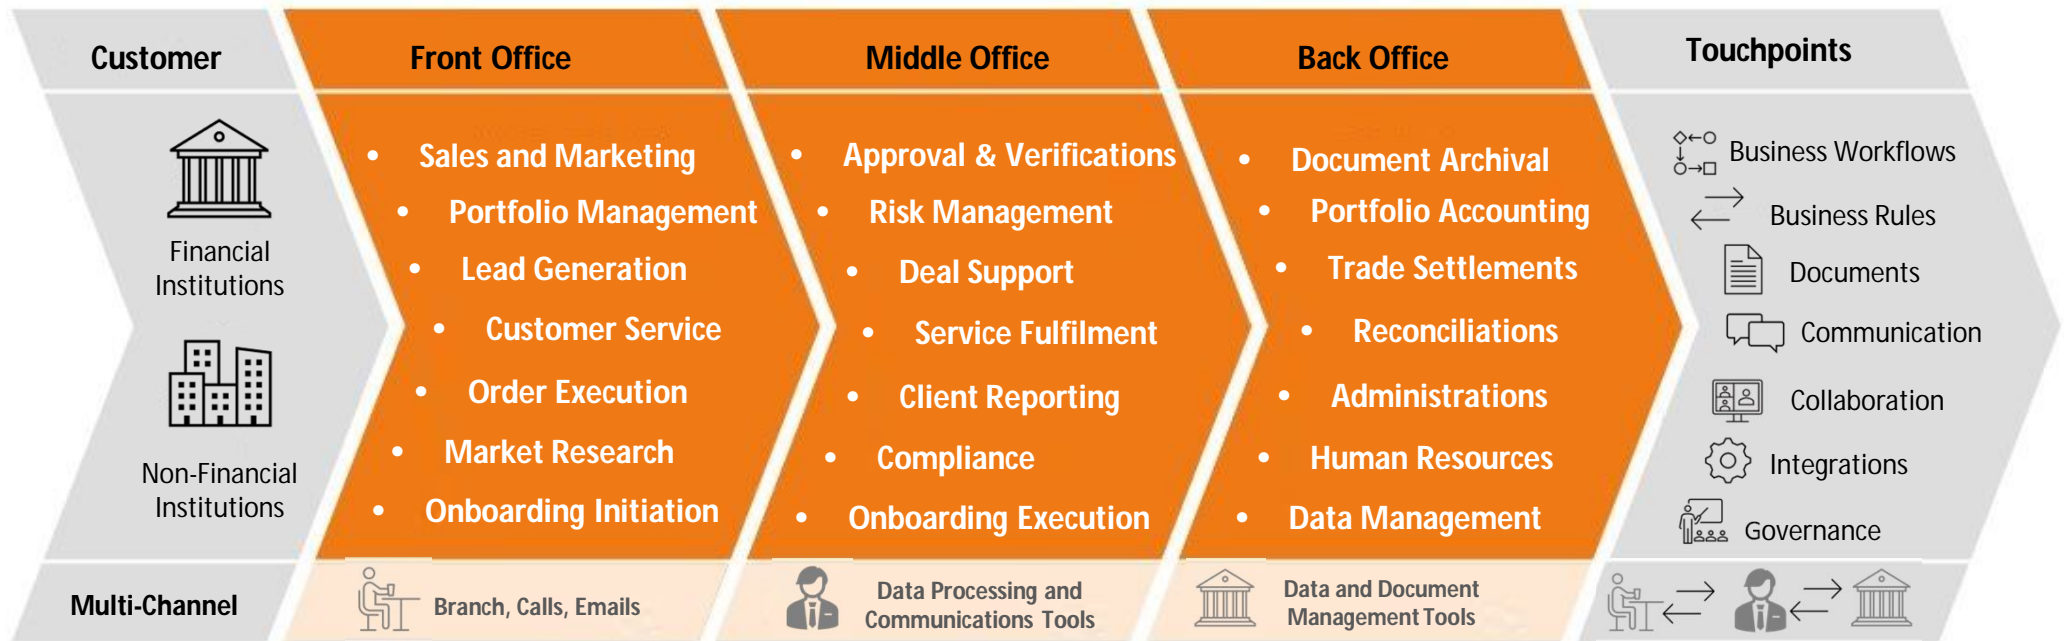 Customer
Financial
Institutions
Non-Financial
Institutions
Multi-Channel
Front Office
• Sales and Marketing
• Portfolio Management
• Lead Generation
• Customer Service
• Order Execution
• Market Research
• Onboarding Initiation
Branch, Calls, Emails
Middle Office
• Approval & Verifications
• Risk Management
• Deal Support
• Service Fulfilment
• Client Reporting
• Compliance
• Onboarding Execution
Data Processing and
Communications Tools
Back Office
• Document Archival
• Portfolio Accounting
• Trade Settlements
• Reconciliations
• Administrations
• Human Resources
• Data Management
Data and Document
Management Tools
Touchpoints
Business Workflows
Business Rules
Documents
Communication
Collaboration
Integrations
Governance